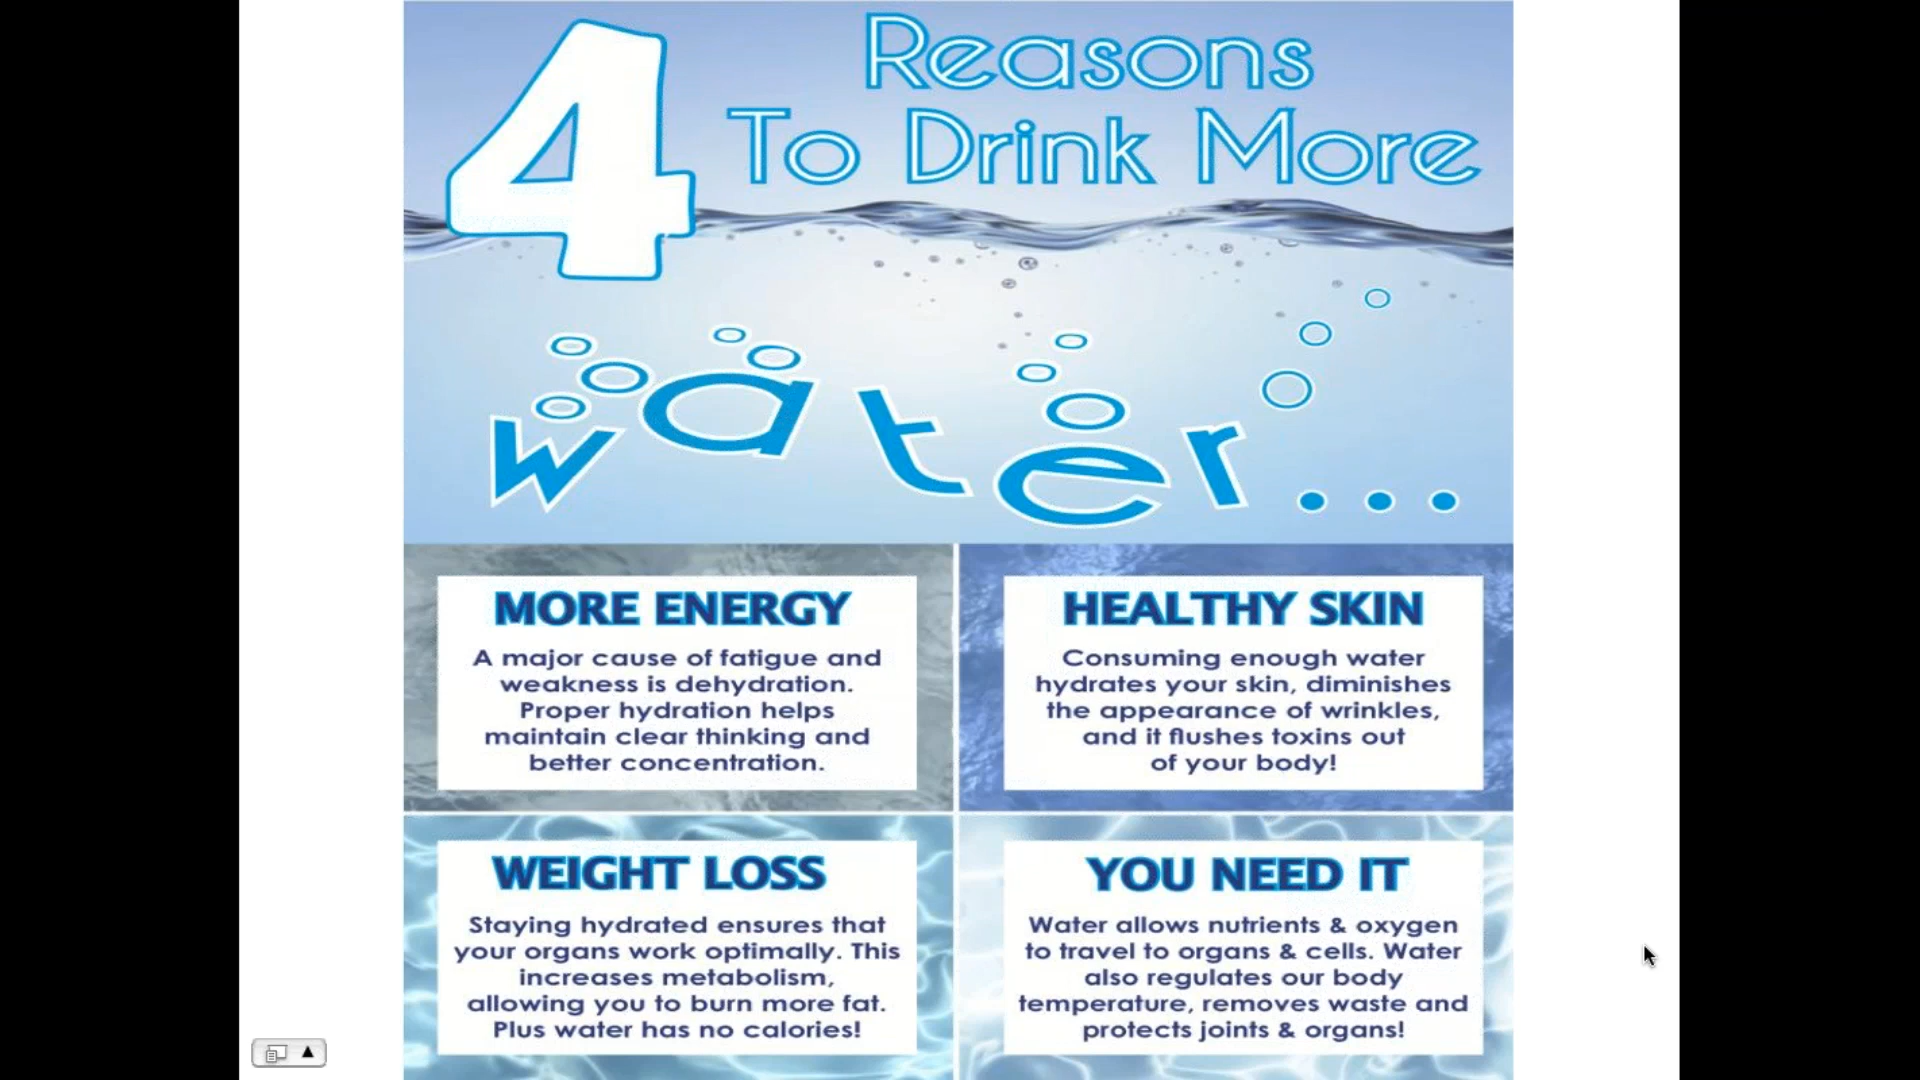 4 Reasons
To Drink More
water...
MORE ENERGY
A major cause of fatigue and
weakness is dehydration.
Proper hydration helps
maintain clear thinking and
better concentration.
HEALTHY SKIN
Consuming enough water
hydrates your skin, diminishes
the appearance of wrinkles,
and it flushes toxins out
of your body!
WEIGHT LOSS
Staying hydrated ensures that
your organs work optimally. This
increases metabolism,
allowing you to burn more fat.
Plus water has no calories!
YOU NEED IT
Water allows nutrients & oxygen
to travel to organs & cells. Water
also regulates our body
temperature, removes waste and
protects joints & organs!